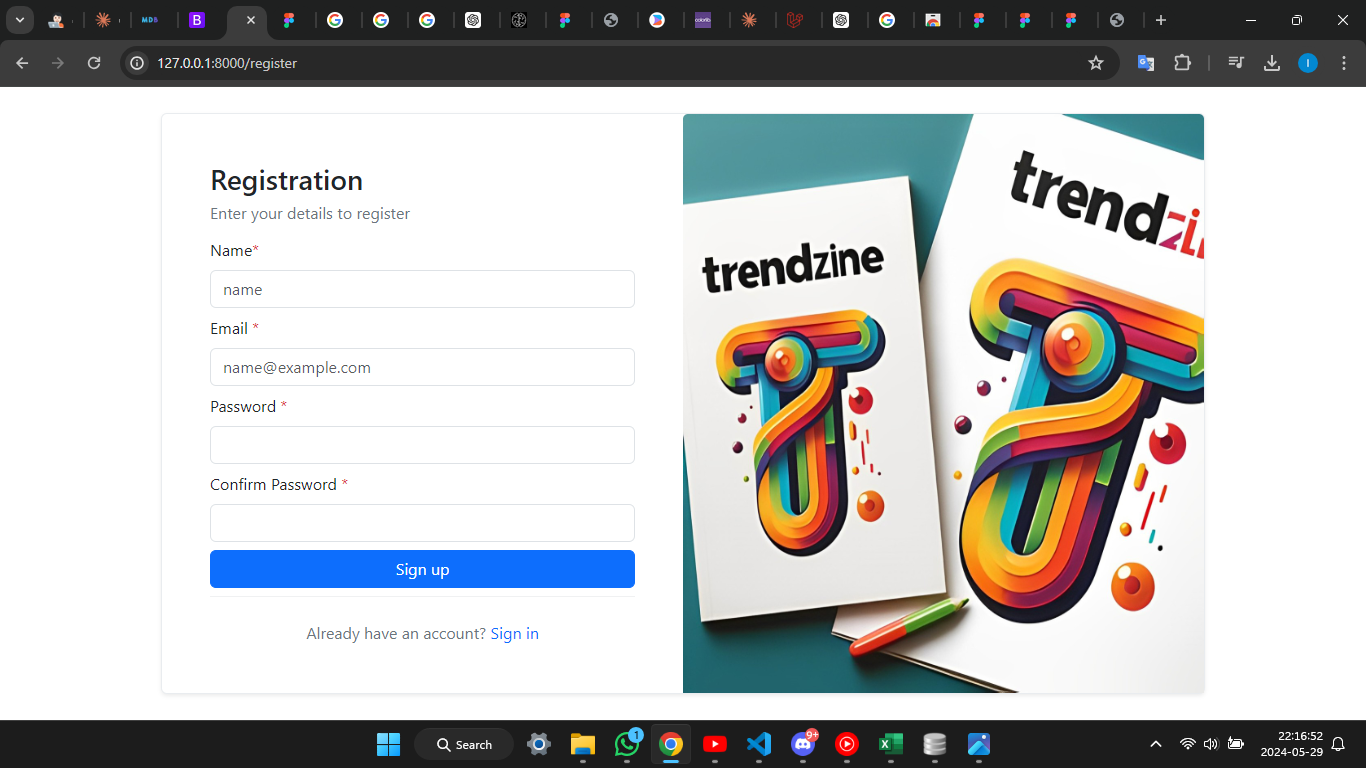 MDB
B
127.0.0.1:8000/register
I
Registration
Enter your details to register
Name*
name
Email *
name@example.com
Password *
Confirm Password *
Sign up
Already have an account? Sign in
trendzine
trendzi
Search
1
9+
22:16:52
2024-05-29